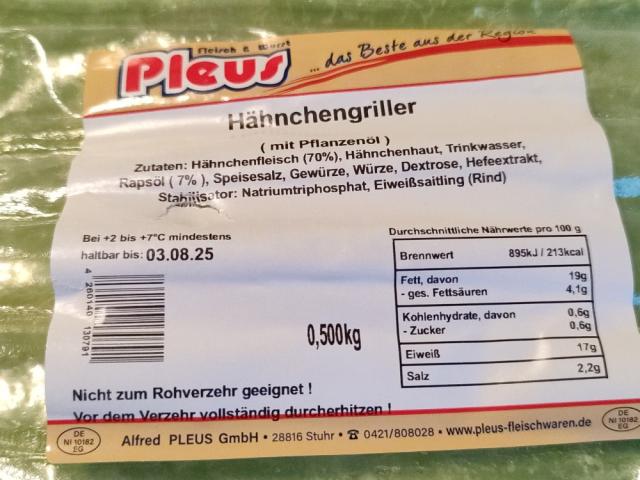 Fleisch & Wurst
Pleus
... das Beste aus der Region
Hähnchengriller
( mit Pflanzenöl )
Zutaten: Hähnchenfleisch (70%), Hähnchenhaut, Trinkwasser,
Rapsöl ( 7% ), Speisesalz, Gewürze, Würze, Dextrose, Hefeextrakt,
Stabilisator: Natriumtriphosphat, Eiweißsaitling (Rind)
Bei +2 bis +7°C mindestens
haltbar bis: 03.08.25
4 260140 130791
0,500kg
Durchschnittliche Nährwerte pro 100 g
Brennwert 895kJ / 213kcal
Fett, davon 19g
- ges. Fettsäuren 4,1g
Kohlenhydrate, davon 0,6g
- Zucker 0,6g
Eiweiß 17g
Salz 2,2g
Nicht zum Rohverzehr geeignet !
Vor dem Verzehr vollständig durcherhitzen !
DE
NI 10182
EG
Alfred PLEUS GmbH • 28816 Stuhr • ☎ 0421/808028 • www.pleus-fleischwaren.de
DE
NI 10182
EG